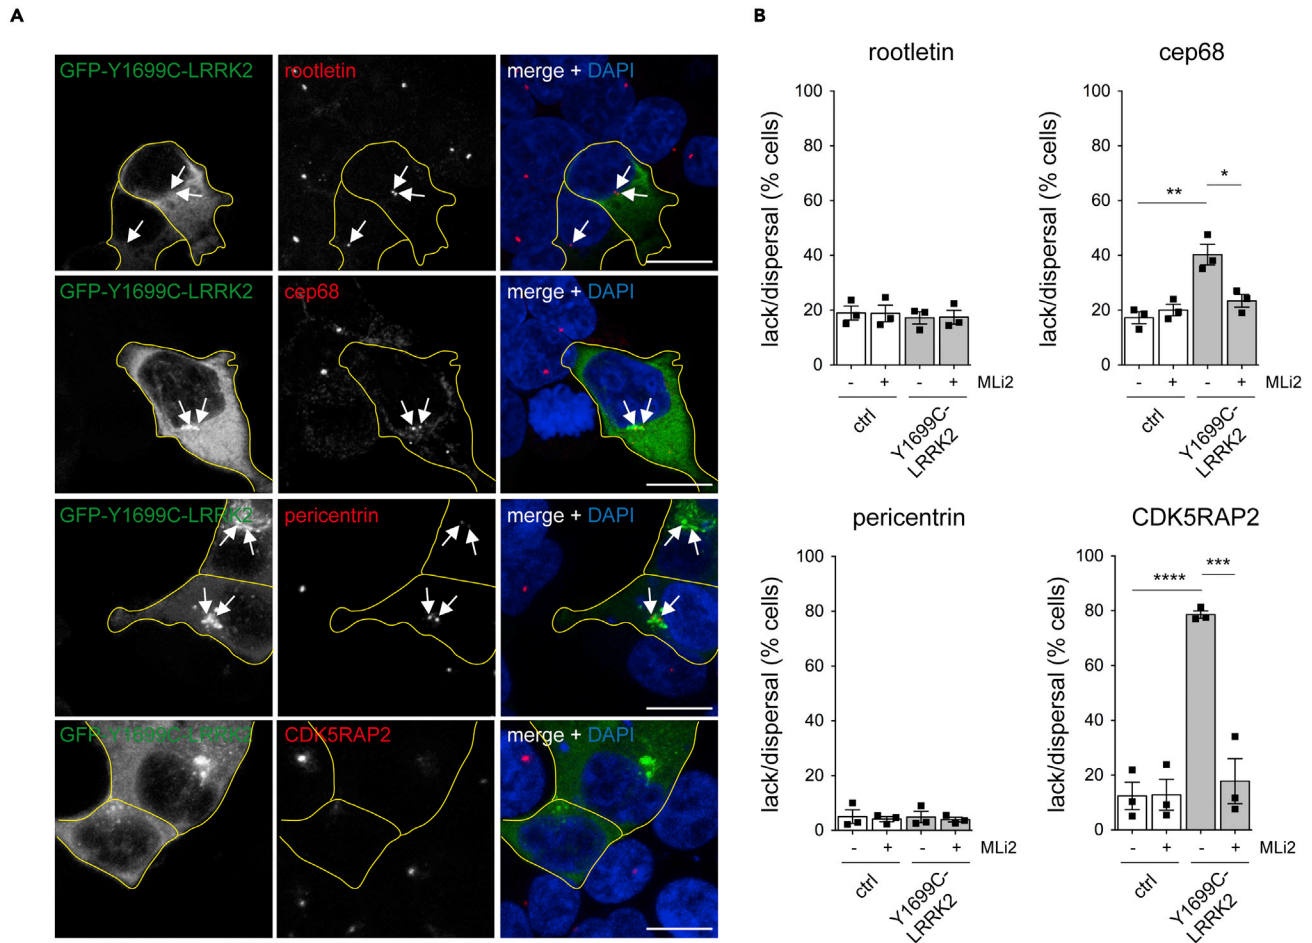 A
GFP-Y1699C-LRRK2
rootletin
merge + DAPI
GFP-Y1699C-LRRK2
cep68
merge + DAPI
GFP-Y1699C-LRRK2
pericentrin
merge + DAPI
GFP-Y1699C-LRRK2
CDK5RAP2
merge + DAPI
B
rootletin
lack/dispersal (% cells)
100
80
60
40
20
0
- + - + MLi2
ctrl
Y1699C-
LRRK2
cep68
lack/dispersal (% cells)
100
80
60
40
20
0
**
*
- + - + MLi2
ctrl
Y1699C-
LRRK2
pericentrin
lack/dispersal (% cells)
100
80
60
40
20
0
- + - + MLi2
ctrl
Y1699C-
LRRK2
CDK5RAP2
lack/dispersal (% cells)
100
80
60
40
20
0
****
***
- + - + MLi2
ctrl
Y1699C-
LRRK2